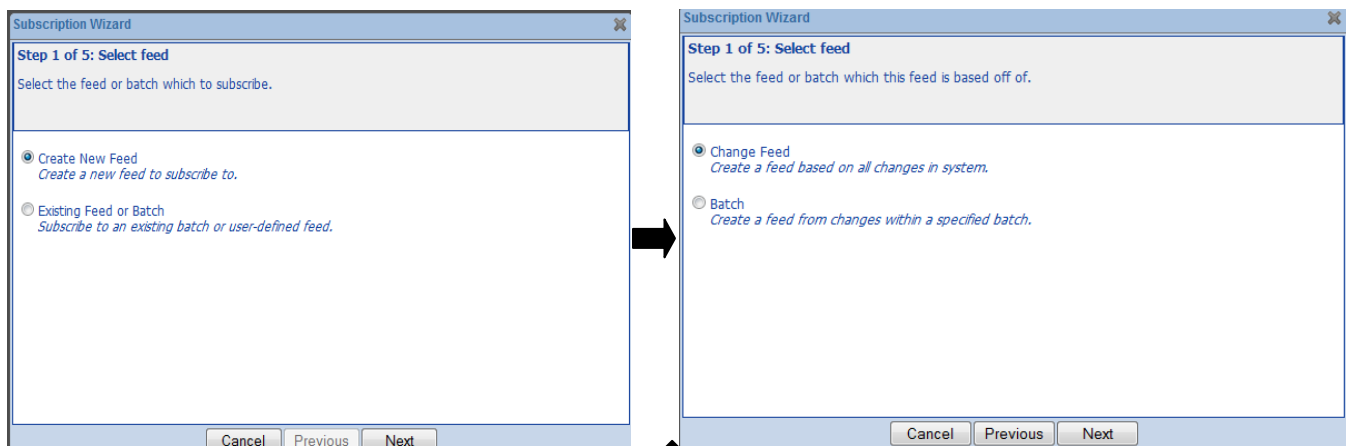 Subscription Wizard
Step 1 of 5: Select feed
Select the feed or batch which to subscribe.
Create New Feed
Create a new feed to subscribe to.
Existing Feed or Batch
Subscribe to an existing batch or user-defined feed.
Cancel Previous Next
Subscription Wizard
Step 1 of 5: Select feed
Select the feed or batch which this feed is based off of.
Change Feed
Create a feed based on all changes in system.
Batch
Create a feed from changes within a specified batch.
Cancel Previous Next